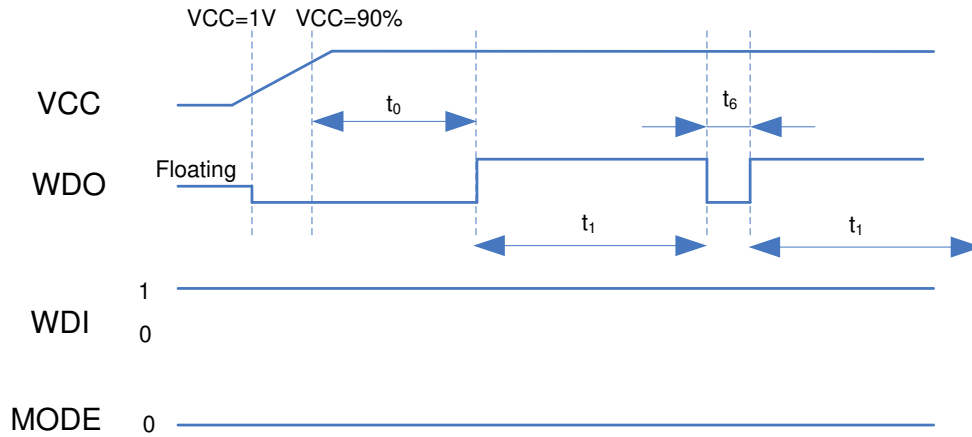 VCC=1V VCC=90%
VCC
t0
t6
Floating
WDO
t1
t1
1
WDI
0
MODE 0